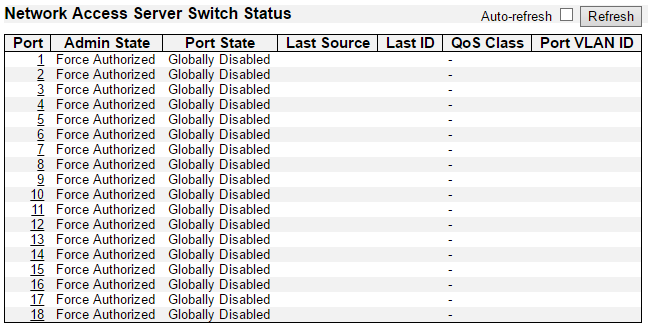 Network Access Server Switch Status
Auto-refresh Refresh
Port Admin State Port State Last Source Last ID QoS Class Port VLAN ID
1 Force Authorized Globally Disabled -
2 Force Authorized Globally Disabled -
3 Force Authorized Globally Disabled -
4 Force Authorized Globally Disabled -
5 Force Authorized Globally Disabled -
6 Force Authorized Globally Disabled -
7 Force Authorized Globally Disabled -
8 Force Authorized Globally Disabled -
9 Force Authorized Globally Disabled -
10 Force Authorized Globally Disabled -
11 Force Authorized Globally Disabled -
12 Force Authorized Globally Disabled -
13 Force Authorized Globally Disabled -
14 Force Authorized Globally Disabled -
15 Force Authorized Globally Disabled -
16 Force Authorized Globally Disabled -
17 Force Authorized Globally Disabled -
18 Force Authorized Globally Disabled -